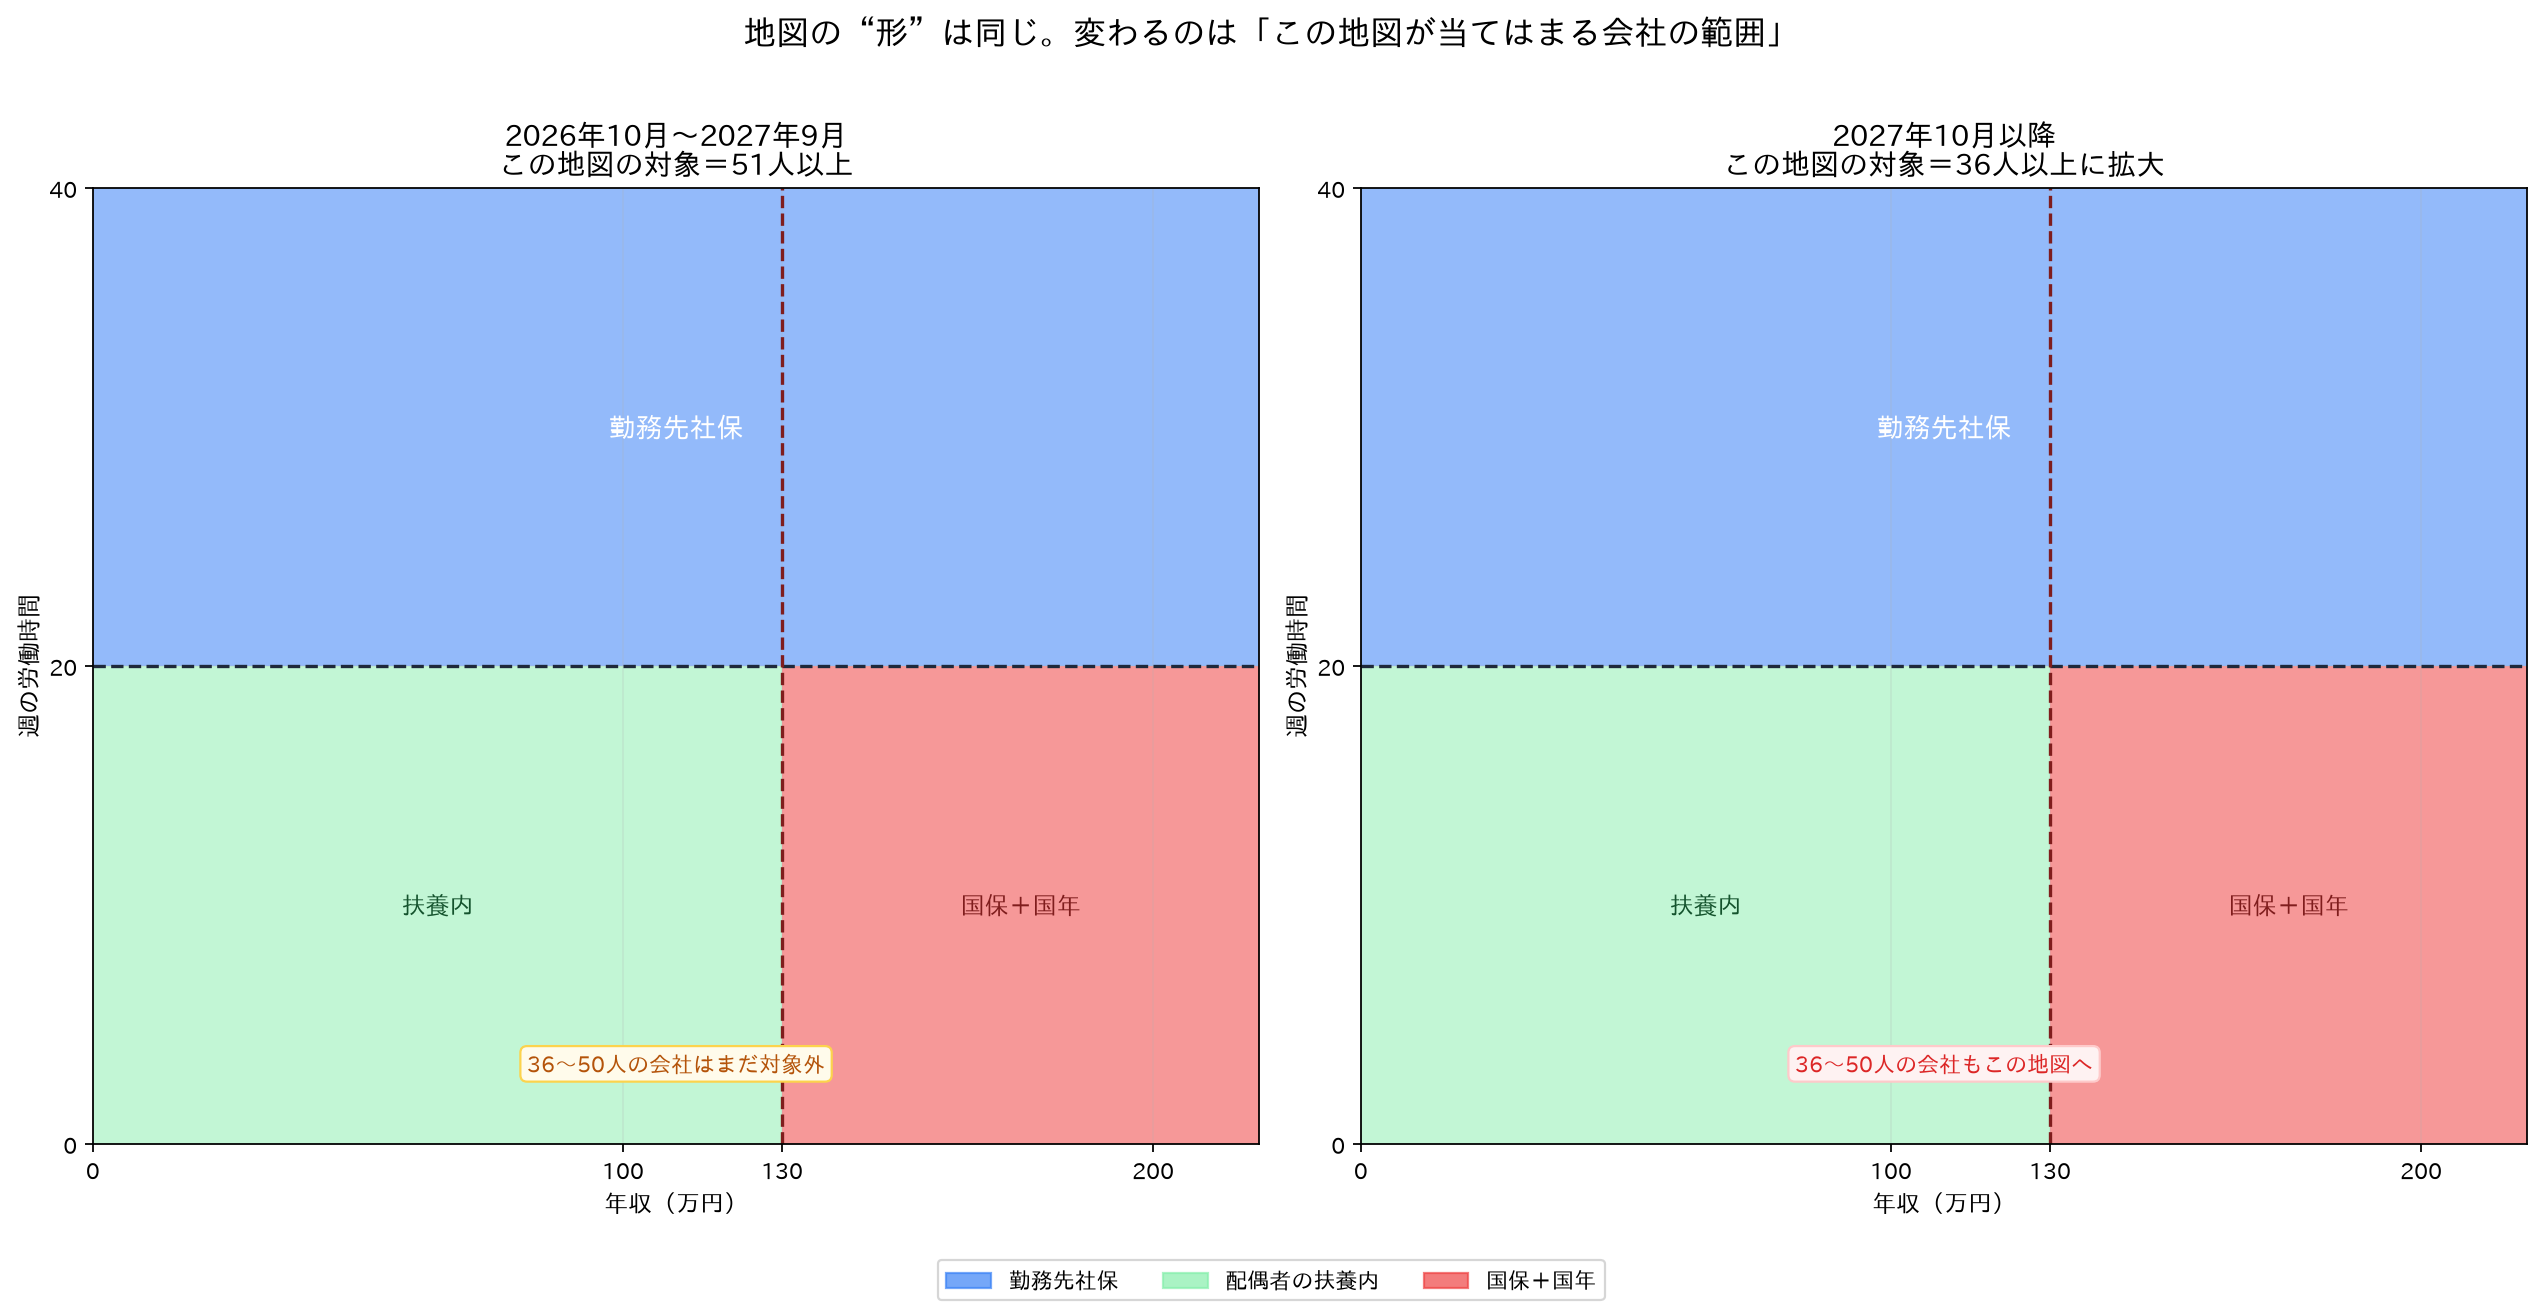 地図の“形”は同じ。変わるのは「この地図が当てはまる会社の範囲」
2026年10月～2027年9月
この地図の対象＝51人以上
40
20
0
週の労働時間
勤務先社保
扶養内
国保＋国年
36～50人の会社はまだ対象外
0
100
130
200
年収（万円）
2027年10月以降
この地図の対象＝36人以上に拡大
40
20
0
週の労働時間
勤務先社保
扶養内
国保＋国年
36～50人の会社もこの地図へ
0
100
130
200
年収（万円）
勤務先社保
配偶者の扶養内
国保＋国年